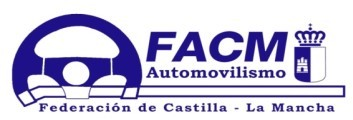 FACM
Automovilismo
Federación de Castilla - La Mancha